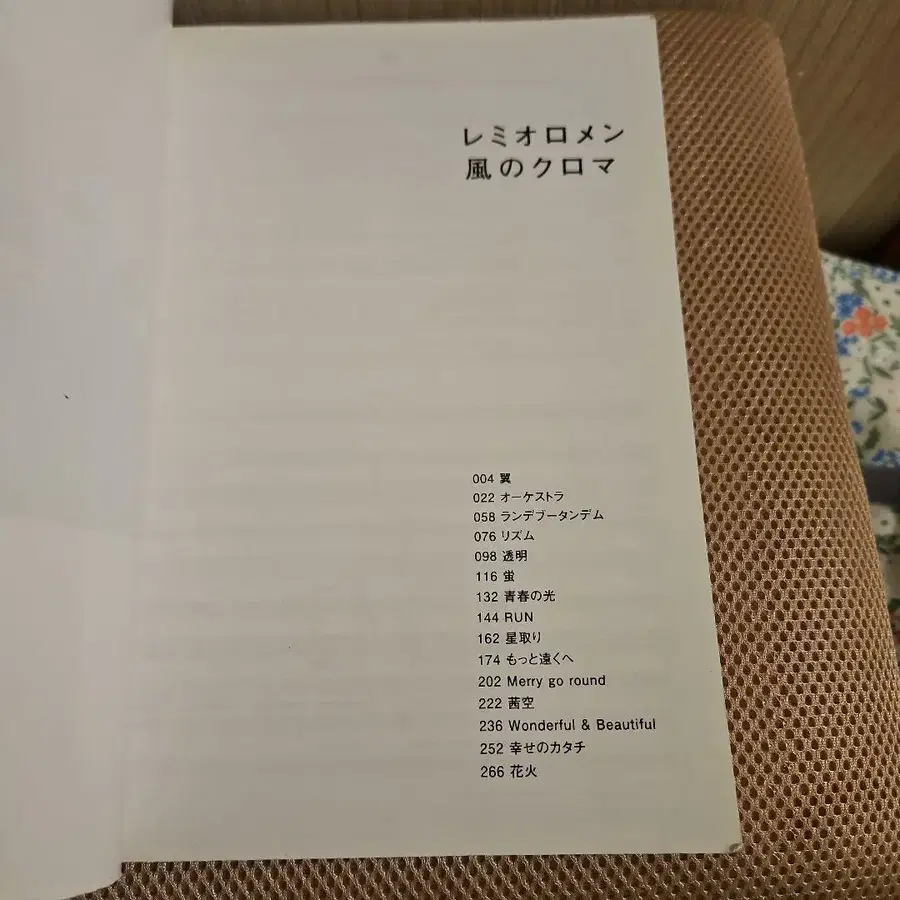 レミオロメン
風のクロマ
004 翼
022 オーケストラ
058 ランデブータンデム
076 リズム
098 透明
116 蛍
132 青春の光
144 RUN
162 星取り
174 もっと遠くへ
202 Merry go round
222 茜空
236 Wonderful & Beautiful
252 幸せのカタチ
266 花火